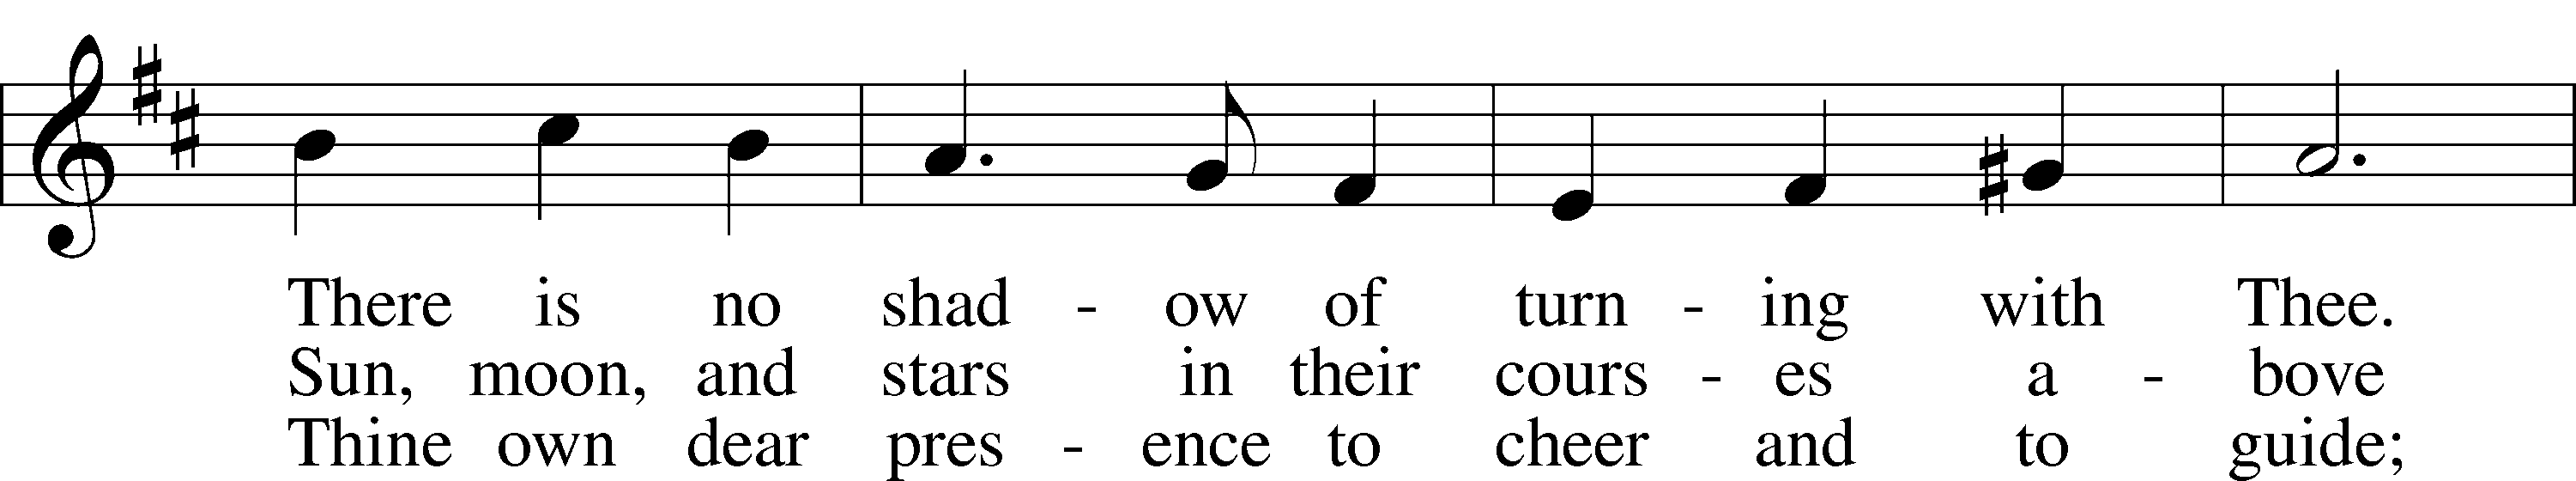 There is no shad - ow of turn - ing with Thee.
Sun, moon, and stars in their cours - es a - bove
Thine own dear pres - ence to cheer and to guide;